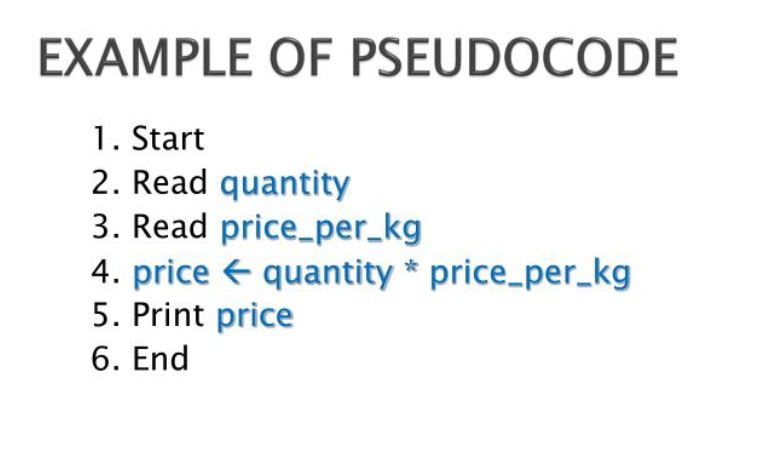 EXAMPLE OF PSEUDOCODE
1. Start
2. Read quantity
3. Read price_per_kg
4. price ← quantity * price_per_kg
5. Print price
6. End